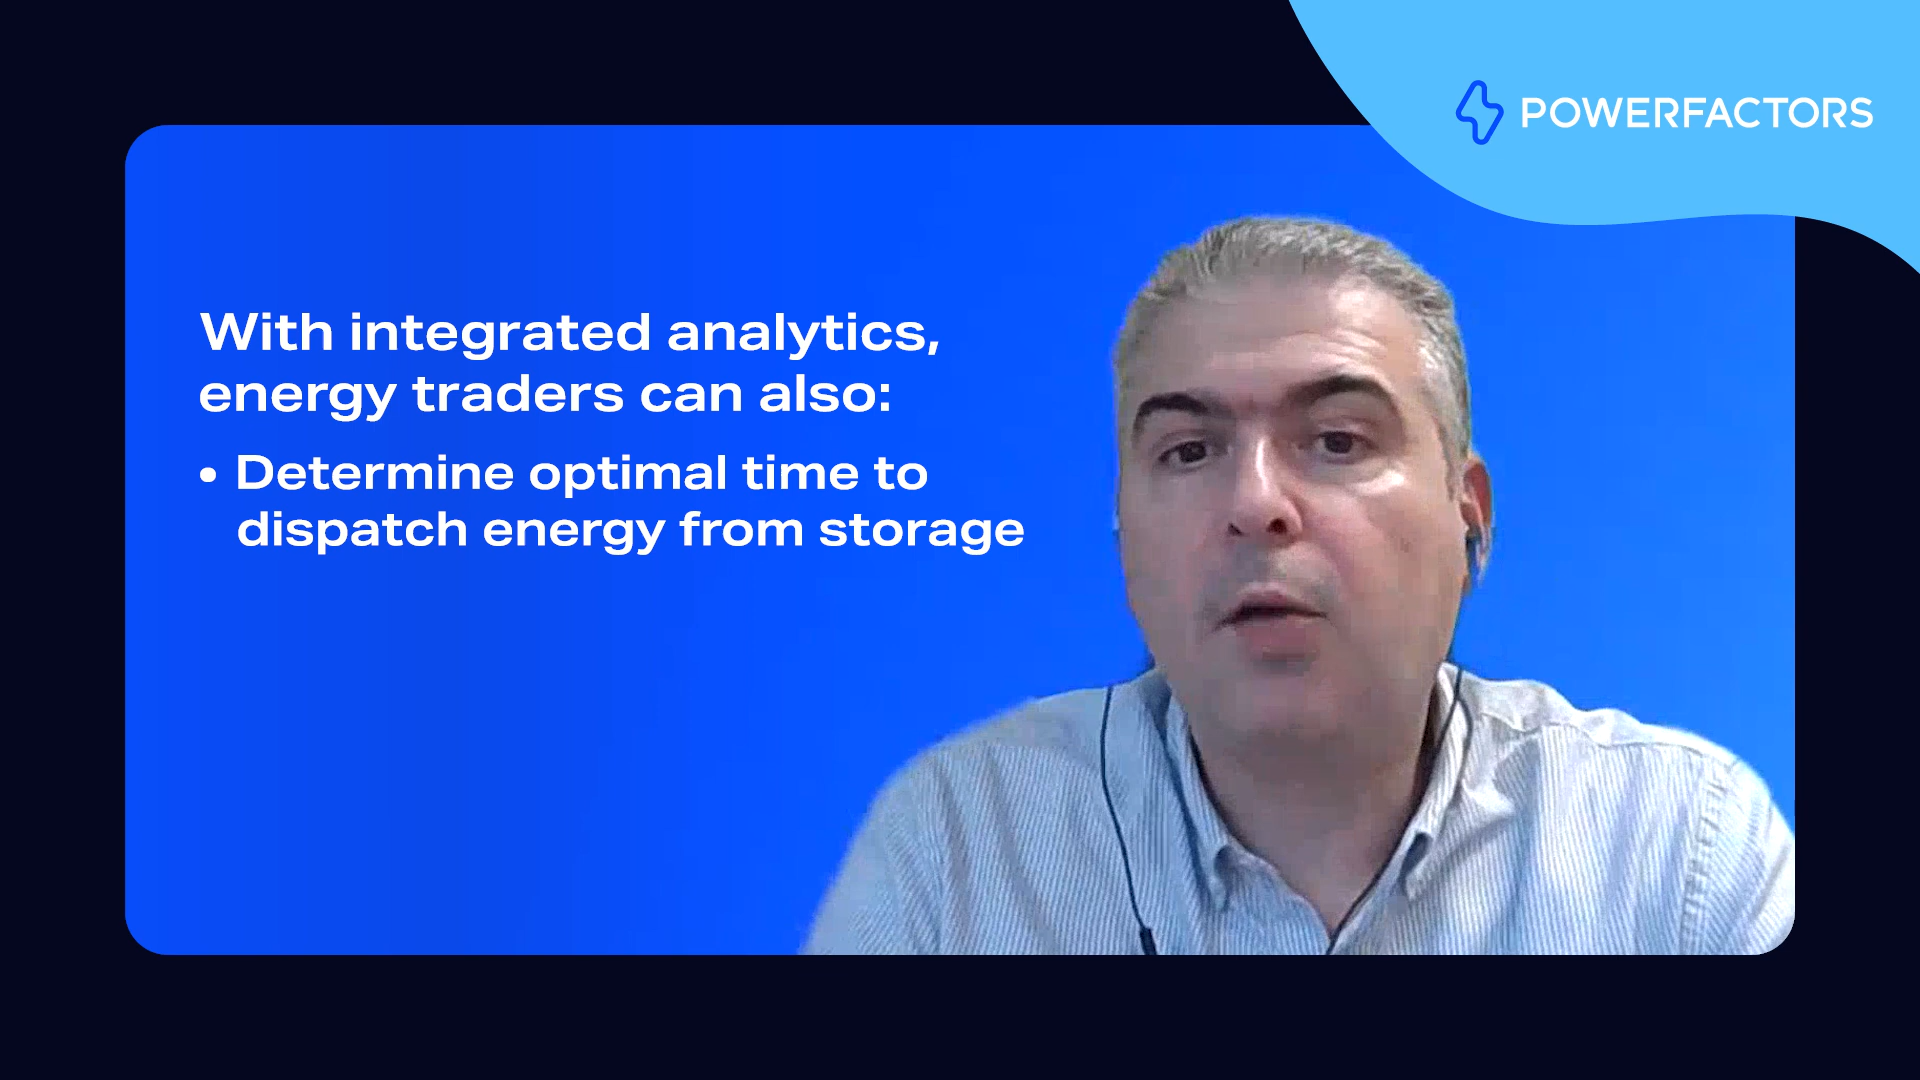 POWERFACTORS
With integrated analytics,
energy traders can also:
• Determine optimal time to
dispatch energy from storage